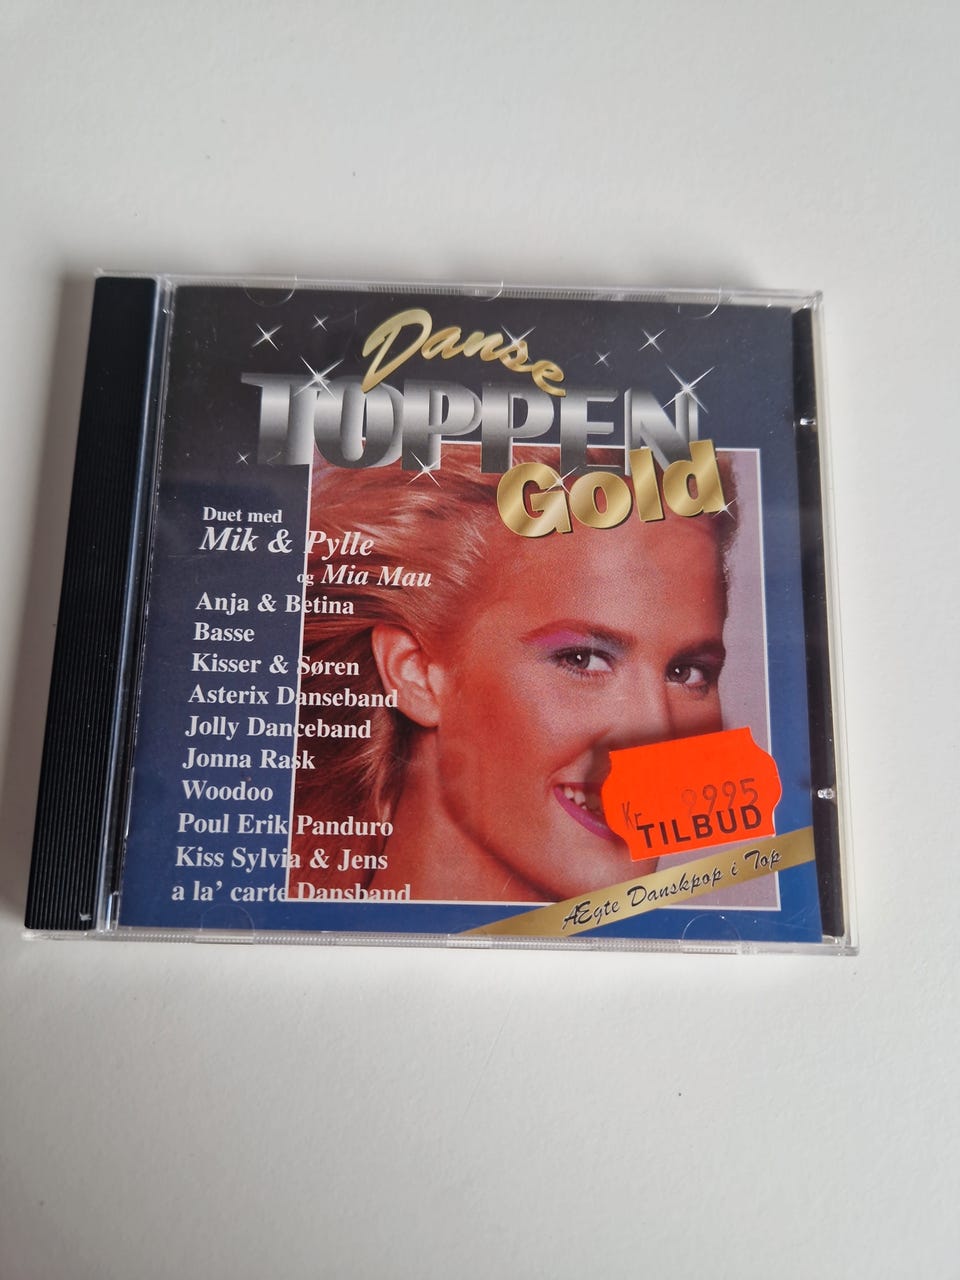 Danse
TOPPEN
Gold
Duet med
Mik & Pylle
og Mia Mau
Anja & Betina
Basse
Kisser & Søren
Asterix Danseband
Jolly Danceband
Jonna Rask
Woodoo
Poul Erik Panduro
Kiss Sylvia & Jens
a la' carte Dansband
Kr. 9995
TILBUD
Ægte Danskpop i Top